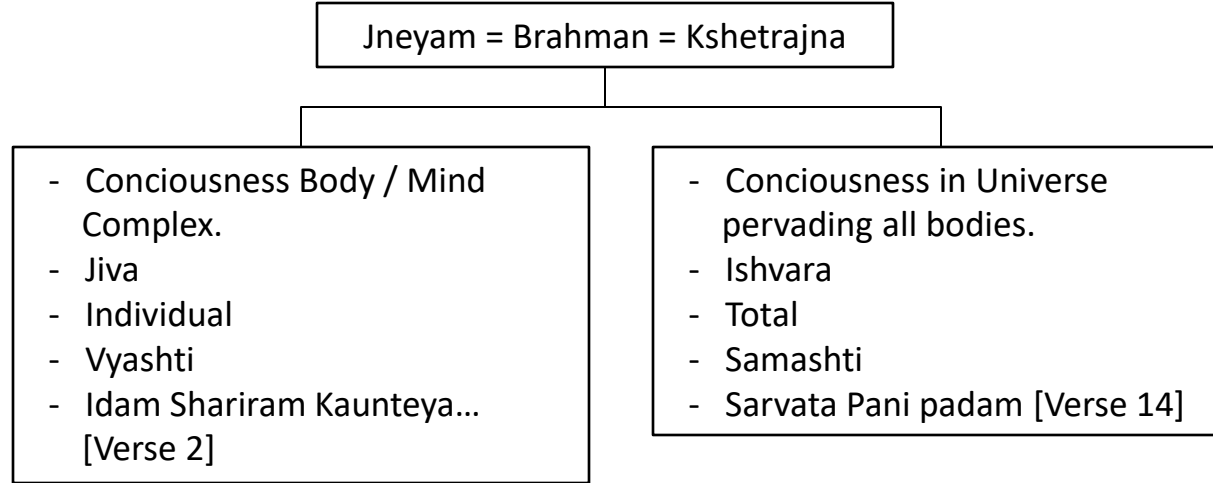 Jneyam = Brahman = Kshetrajna
- Conciousness Body / Mind
Complex.
- Jiva
- Individual
- Vyashti
- Idam Shariram Kaunteya…
[Verse 2]
- Conciousness in Universe
pervading all bodies.
- Ishvara
- Total
- Samashti
- Sarvata Pani padam [Verse 14]